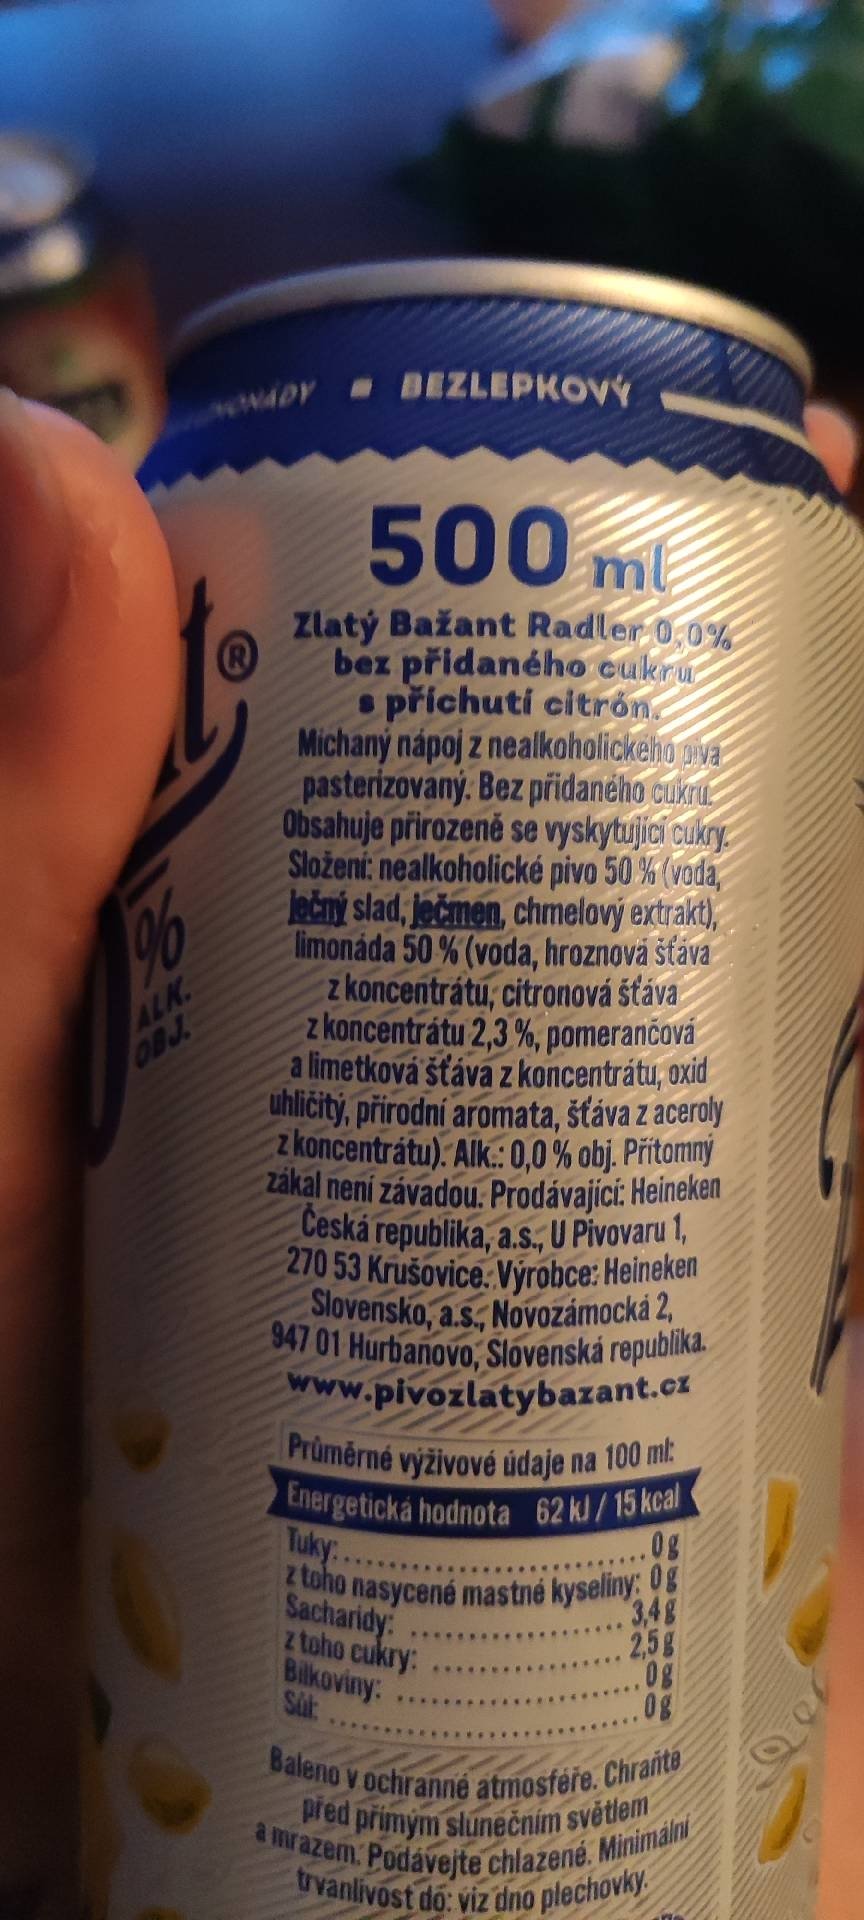 BEZLEPKOVÝ
500 ml
Zlatý Bažant Radler 0,0%
bez přidaného cukru
s příchutí citrón.
Míchaný nápoj z nealkoholického piva
pasterizovaný. Bez přidaného cukru.
Obsahuje přirozeně se vyskytující cukry.
Složení: nealkoholické pivo 50 % (voda,
ječný slad, ječmen, chmelový extrakt),
limonáda 50 % (voda, hroznová šťáva
z koncentrátu, citronová šťáva
z koncentrátu 2,3 %, pomerančová
a limetková šťáva z koncentrátu, oxid
uhličitý, přírodní aromata, šťáva z aceroly
z koncentrátu). Alk.: 0,0 % obj. Přítomný
zákal není závadou. Prodávající: Heineken
Česká republika, a.s., U Pivovaru 1,
270 53 Krušovice. Výrobce: Heineken
Slovensko, a.s., Novozámocká 2,
947 01 Hurbanovo, Slovenská republika.
www.pivozlatybazant.cz
Průměrné výživové údaje na 100 ml:
Energetická hodnota 62 kJ / 15 kcal
Tuky: 0 g
z toho nasycené mastné kyseliny: 0 g
Sacharidy: 3,4 g
z toho cukry: 2,5 g
Bílkoviny: 0 g
Sůl: 0 g
Baleno v ochranné atmosféře. Chraňte
před přímým slunečním světlem
a mrazem. Podávejte chlazené. Minimální
trvanlivost do: viz dno plechovky.
®
%
ALK.
OBJ.